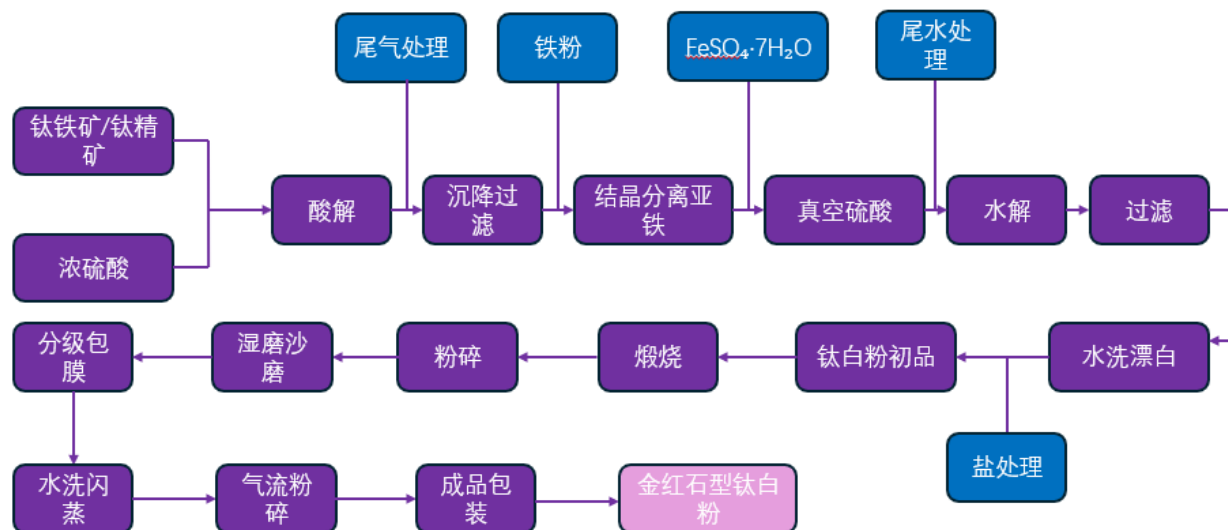 尾气处理
铁粉
FeSO₄·7H₂O
尾水处
理
钛铁矿/钛精
矿
浓硫酸
酸解
沉降过
滤
结晶分离亚
铁
真空硫酸
水解
过滤
分级包
膜
湿磨沙
磨
粉碎
煅烧
钛白粉初品
水洗漂白
盐处理
水洗闪
蒸
气流粉
碎
成品包
装
金红石型钛白
粉